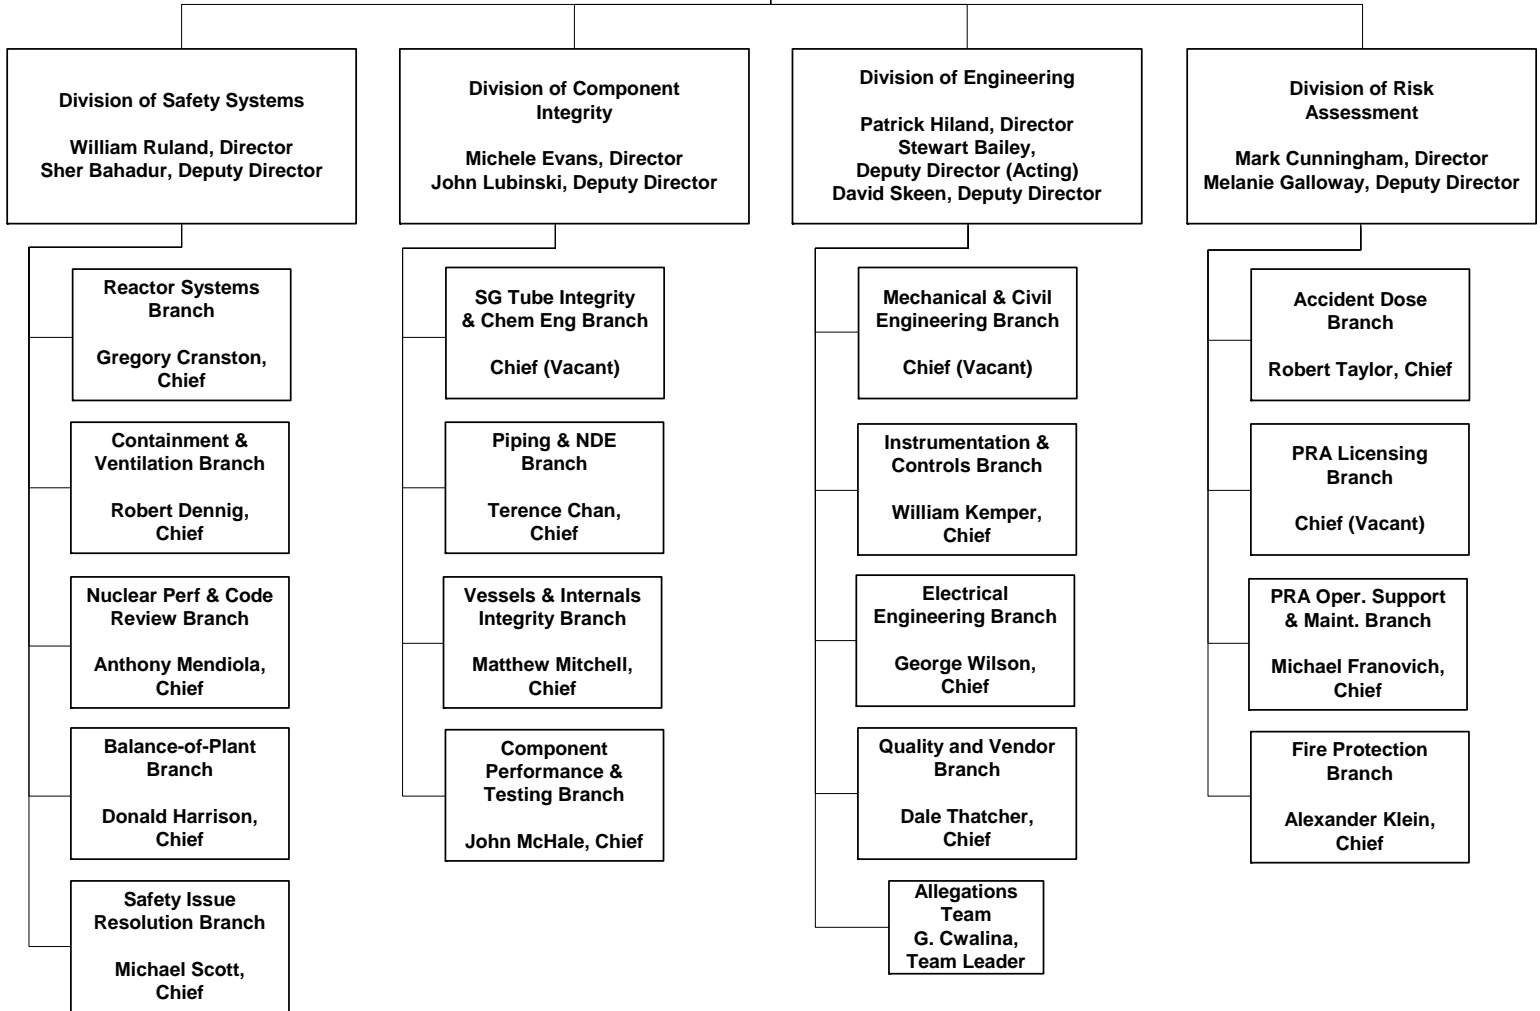 Division of Safety Systems
William Ruland, Director
Sher Bahadur, Deputy Director
Division of Component
Integrity
Michele Evans, Director
John Lubinski, Deputy Director
Division of Engineering
Patrick Hiland, Director
Stewart Bailey,
Deputy Director (Acting)
David Skeen, Deputy Director
Division of Risk
Assessment
Mark Cunningham, Director
Melanie Galloway, Deputy Director
Reactor Systems
Branch
Gregory Cranston,
Chief
Containment &
Ventilation Branch
Robert Dennig,
Chief
Nuclear Perf & Code
Review Branch
Anthony Mendiola,
Chief
Balance-of-Plant
Branch
Donald Harrison,
Chief
Safety Issue
Resolution Branch
Michael Scott,
Chief
SG Tube Integrity
& Chem Eng Branch
Chief (Vacant)
Piping & NDE
Branch
Terence Chan,
Chief
Vessels & Internals
Integrity Branch
Matthew Mitchell,
Chief
Component
Performance &
Testing Branch
John McHale, Chief
Mechanical & Civil
Engineering Branch
Chief (Vacant)
Instrumentation &
Controls Branch
William Kemper,
Chief
Electrical
Engineering Branch
George Wilson,
Chief
Quality and Vendor
Branch
Dale Thatcher,
Chief
Allegations
Team
G. Cwalina,
Team Leader
Accident Dose
Branch
Robert Taylor, Chief
PRA Licensing
Branch
Chief (Vacant)
PRA Oper. Support
& Maint. Branch
Michael Franovich,
Chief
Fire Protection
Branch
Alexander Klein,
Chief